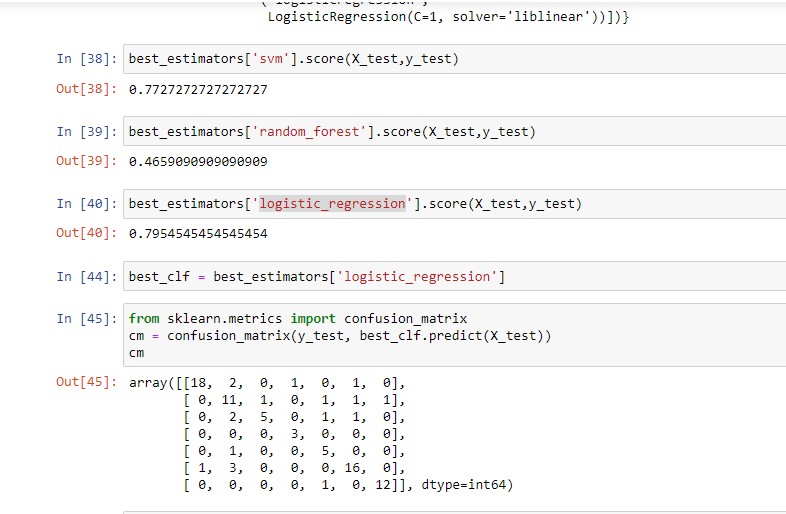 ('logisticregression',
LogisticRegression(C=1, solver='liblinear'))])}
In [38]: best_estimators['svm'].score(X_test,y_test)
Out[38]: 0.7727272727272727
In [39]: best_estimators['random_forest'].score(X_test,y_test)
Out[39]: 0.4659090909090909
In [40]: best_estimators['logistic_regression'].score(X_test,y_test)
Out[40]: 0.7954545454545454
In [44]: best_clf = best_estimators['logistic_regression']
In [45]: from sklearn.metrics import confusion_matrix
cm = confusion_matrix(y_test, best_clf.predict(X_test))
cm
Out[45]: array([[18, 2, 0, 1, 0, 1, 0],
[ 0, 11, 1, 0, 1, 1, 1],
[ 0, 2, 5, 0, 1, 1, 0],
[ 0, 0, 0, 3, 0, 0, 0],
[ 0, 1, 0, 0, 5, 0, 0],
[ 1, 3, 0, 0, 0, 16, 0],
[ 0, 0, 0, 0, 1, 0, 12]], dtype=int64)